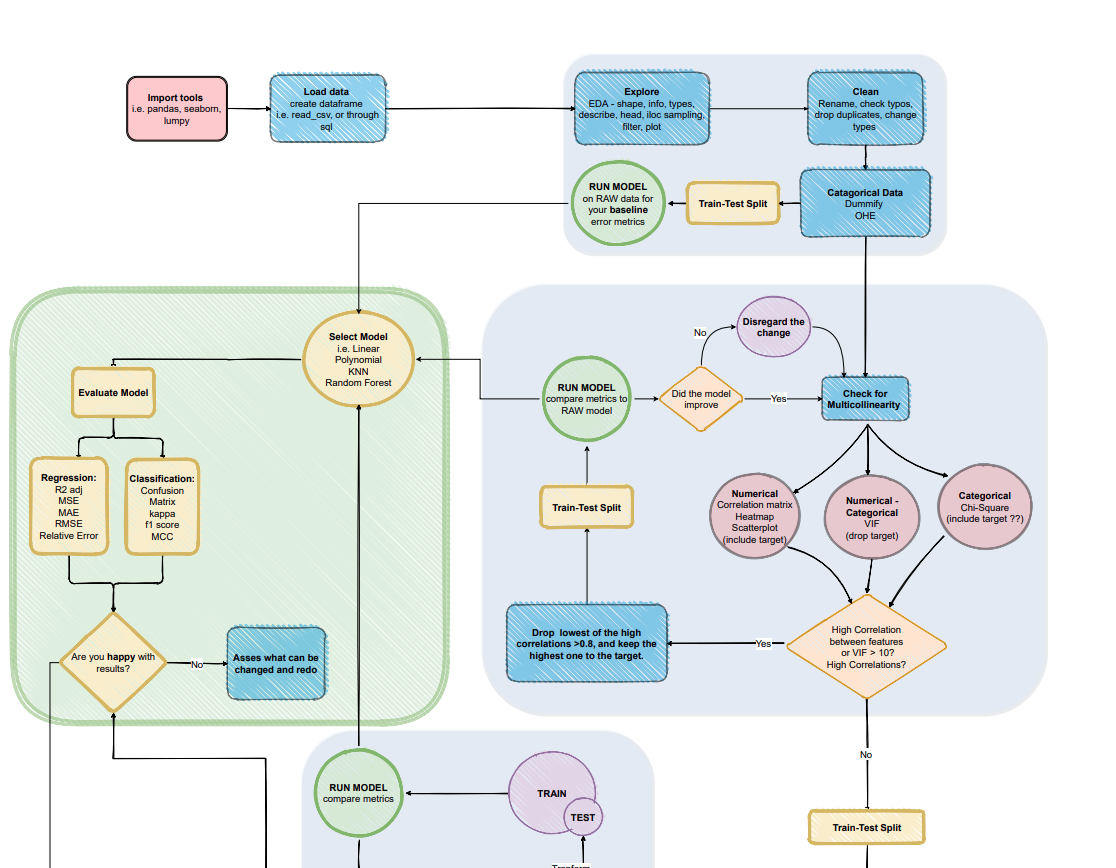 Import tools
i.e. pandas, seaborn,
lumpy
Load data
create dataframe
i.e. read_csv, or through
sql
Explore
EDA - shape, info, types,
describe, head, iloc sampling,
filter, plot
Clean
Rename, check typos,
drop duplicates, change
types
RUN MODEL
on RAW data for
your baseline
error metrics
Train-Test Split
Catagorical Data
Dummify
OHE
Select Model
i.e. Linear
Polynomial
KNN
Random Forest
Evaluate Model
Regression:
R2 adj
MSE
MAE
RMSE
Relative Error
Classification:
Confusion
Matrix
kappa
f1 score
MCC
Are you happy with
results?
No
Asses what can be
changed and redo
No
Disregard the
change
RUN MODEL
compare metrics to
RAW model
Did the model
improve
Yes
Check for
Multicollinearity
Train-Test Split
Numerical
Correlation matrix
Heatmap
Scatterplot
(include target)
Numerical -
Categorical
VIF
(drop target)
Categorical
Chi-Square
(include target ??)
Drop lowest of the high
correlations >0.8, and keep the
highest one to the target.
Yes
High Correlation
between features
or VIF > 10?
High Correlations?
No
RUN MODEL
compare metrics
TRAIN
TEST
Train-Test Split